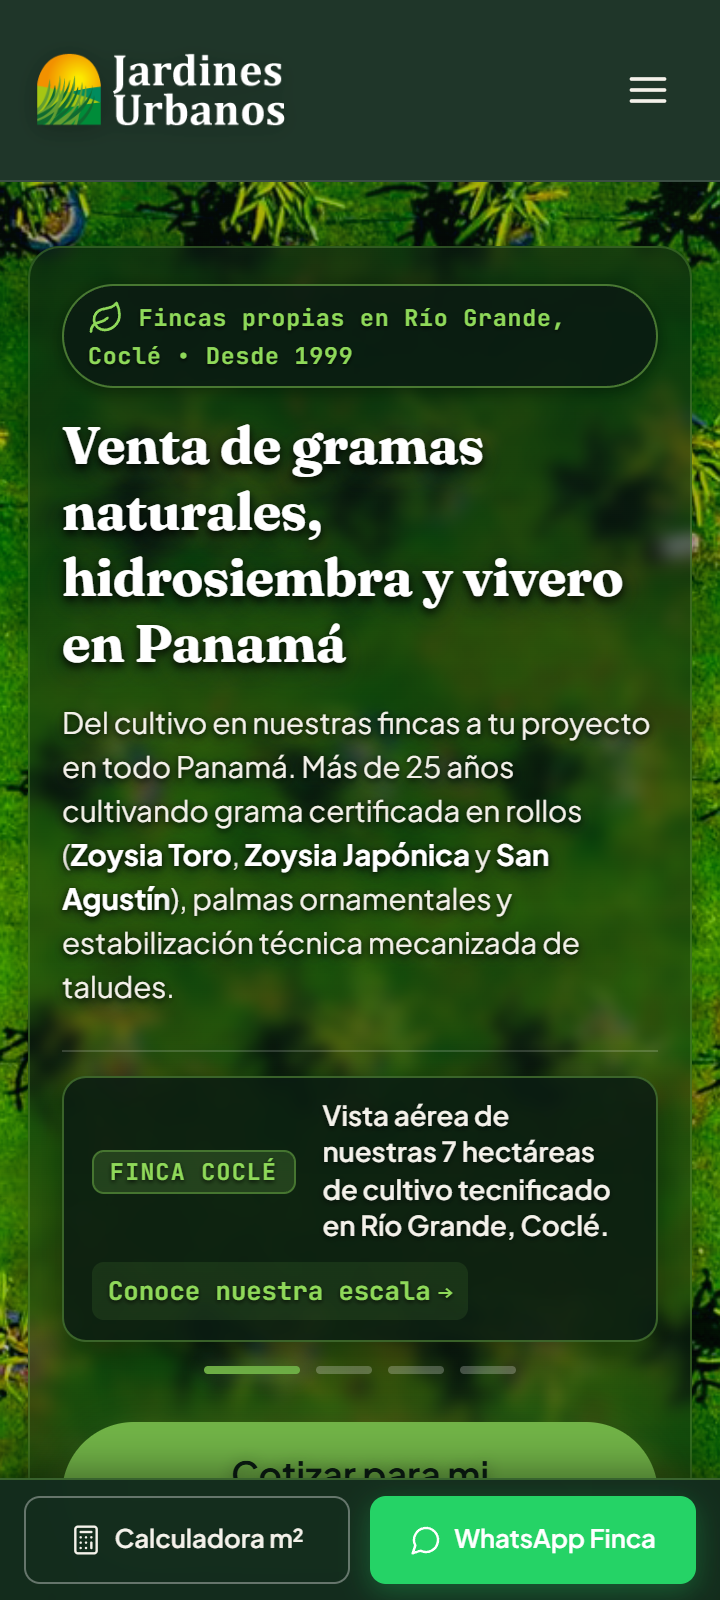 Jardines
Urbanos
Fincas propias en Río Grande,
Coclé • Desde 1999
Venta de gramas
naturales,
hidrosiembra y vivero
en Panamá
Del cultivo en nuestras fincas a tu proyecto
en todo Panamá. Más de 25 años
cultivando grama certificada en rollos
(Zoysia Toro, Zoysia Japónica y San
Agustín), palmas ornamentales y
estabilización técnica mecanizada de
taludes.
FINCA COCLÉ
Vista aérea de
nuestras 7 hectáreas
de cultivo tecnificado
en Río Grande, Coclé.
Conoce nuestra escala →
Cotizar para mi
Calculadora m²
WhatsApp Finca